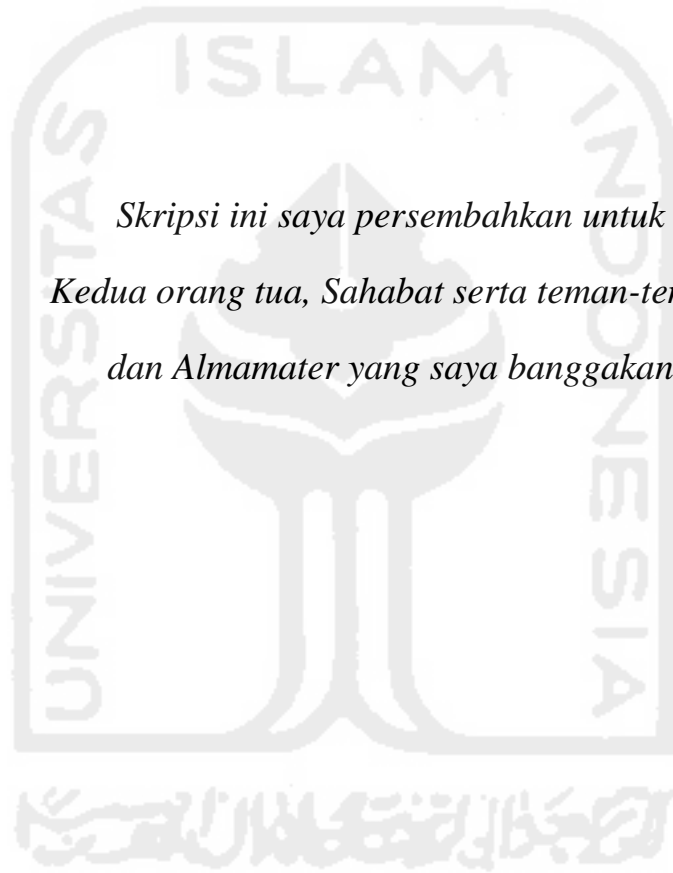 ISLAM
UNIVERSITAS
INDONESIA
Skripsi ini saya persembahkan untuk
Kedua orang tua, Sahabat serta teman-ter
dan Almamater yang saya banggakan